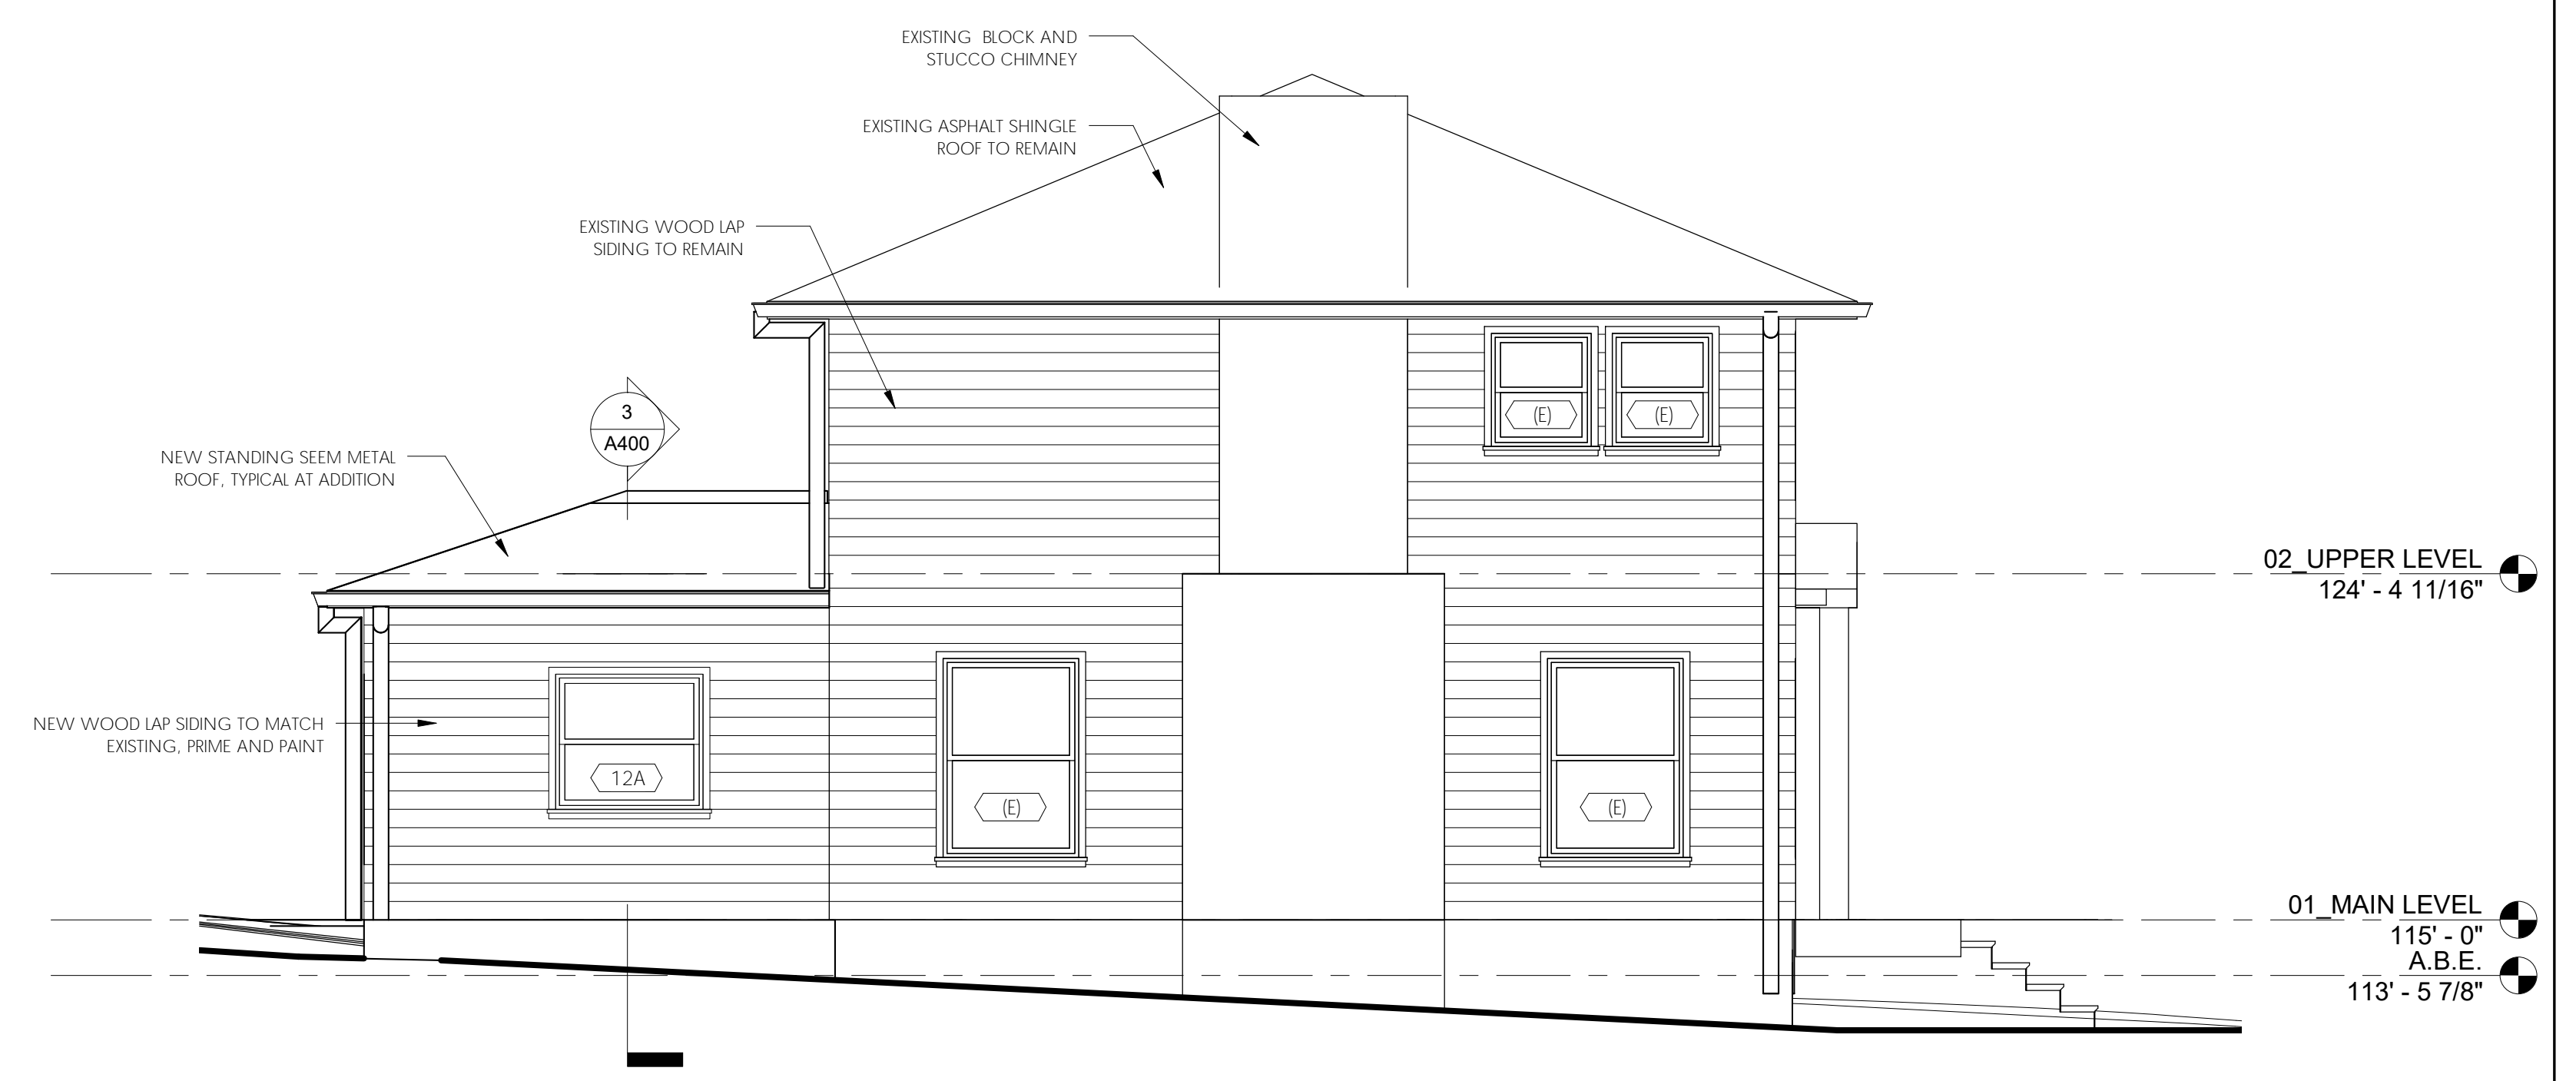 EXISTING  BLOCK AND
STUCCO CHIMNEY
EXISTING ASPHALT SHINGLE
ROOF TO REMAIN
EXISTING WOOD LAP
SIDING TO REMAIN
3
A400
NEW STANDING SEEM METAL
ROOF, TYPICAL AT ADDITION
(E)
(E)
02_UPPER LEVEL
124' - 4 11/16"
NEW WOOD LAP SIDING TO MATCH
EXISTING, PRIME AND PAINT
12A
(E)
(E)
01_MAIN LEVEL
115' - 0"
A.B.E.
113' - 5 7/8"